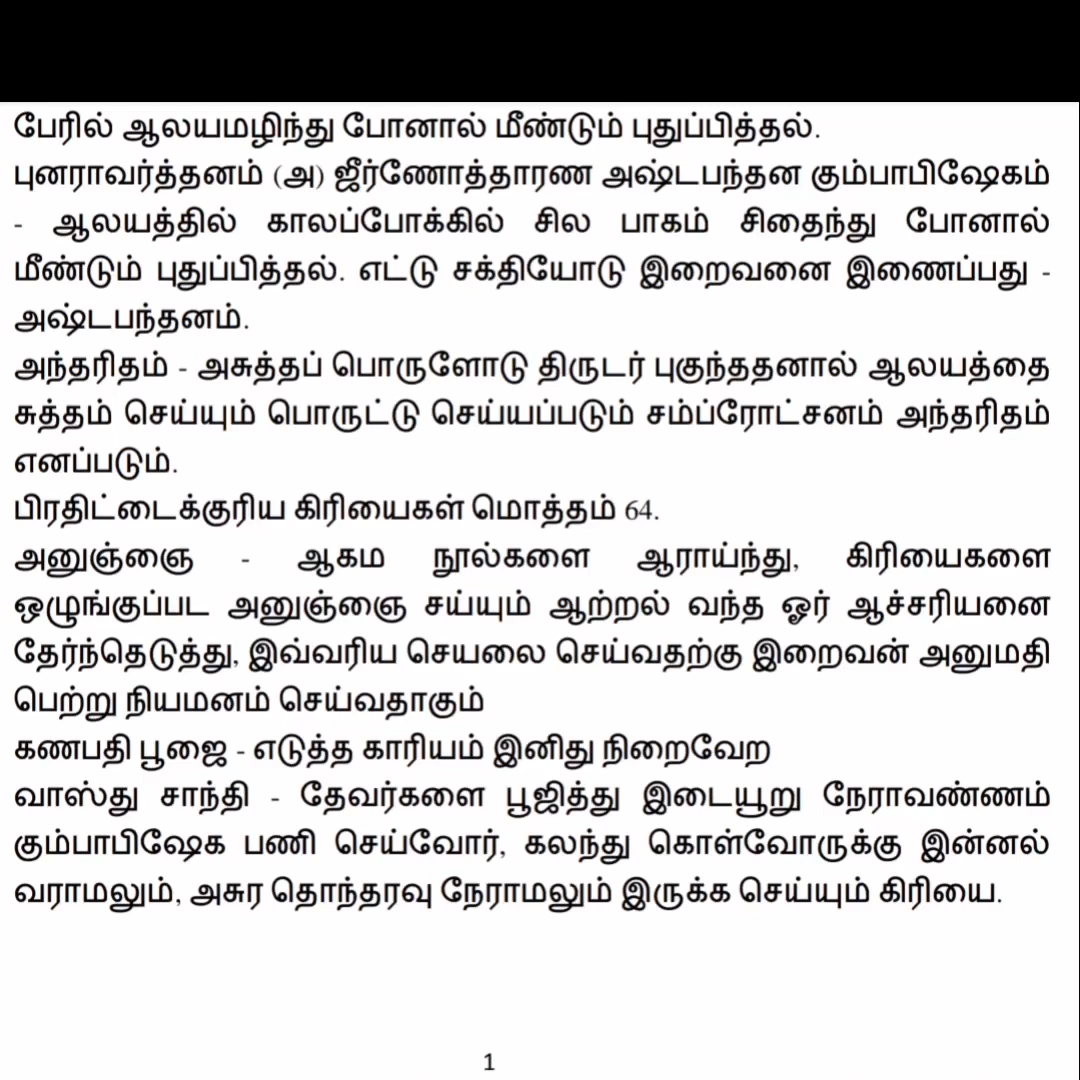 பேரில் ஆலயமழிந்து போனால் மீண்டும் புதுப்பித்தல்.
புனராவர்த்தனம் (அ) ஜீர்ணோத்தாரண அஷ்டபந்தன கும்பாபிஷேகம்
- ஆலயத்தில் காலப்போக்கில் சில பாகம் சிதைந்து போனால்
மீண்டும் புதுப்பித்தல். எட்டு சக்தியோடு இறைவனை இணைப்பது -
அஷ்டபந்தனம்.
அந்தரிதம் - அசுத்தப் பொருளோடு திருடர் புகுந்ததனால் ஆலயத்தை
சுத்தம் செய்யும் பொருட்டு செய்யப்படும் சம்ப்ரோட்சனம் அந்தரிதம்
எனப்படும்.
பிரதிட்டைக்குரிய கிரியைகள் மொத்தம் 64.
அனுஞ்ஞை - ஆகம நூல்களை ஆராய்ந்து, கிரியைகளை
ஒழுங்குப்பட அனுஞ்ஞை சய்யும் ஆற்றல் வந்த ஓர் ஆச்சரியனை
தேர்ந்தெடுத்து, இவ்வரிய செயலை செய்வதற்கு இறைவன் அனுமதி
பெற்று நியமனம் செய்வதாகும்
கணபதி பூஜை - எடுத்த காரியம் இனிது நிறைவேற
வாஸ்து சாந்தி - தேவர்களை பூஜித்து இடையூறு நேராவண்ணம்
கும்பாபிஷேக பணி செய்வோர், கலந்து கொள்வோருக்கு இன்னல்
வராமலும், அசுர தொந்தரவு நேராமலும் இருக்க செய்யும் கிரியை.
1